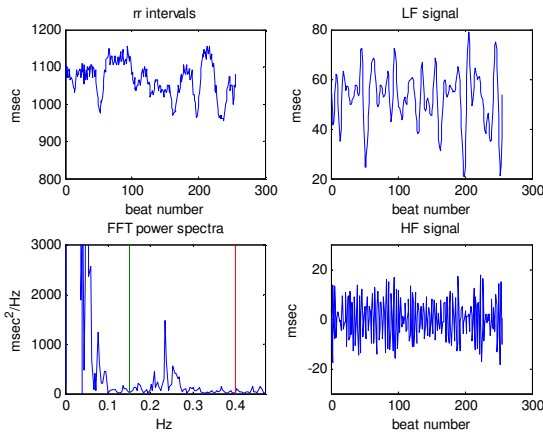 rr intervals
LF signal
1200
1100
1000
900
800
msec
0
100
200
300
beat number
80
60
40
20
msec
0
100
200
300
beat number
FFT power spectra
HF signal
3000
2000
1000
0
msec²/Hz
0
0.1
0.2
0.3
0.4
Hz
20
0
-20
msec
0
100
200
300
beat number